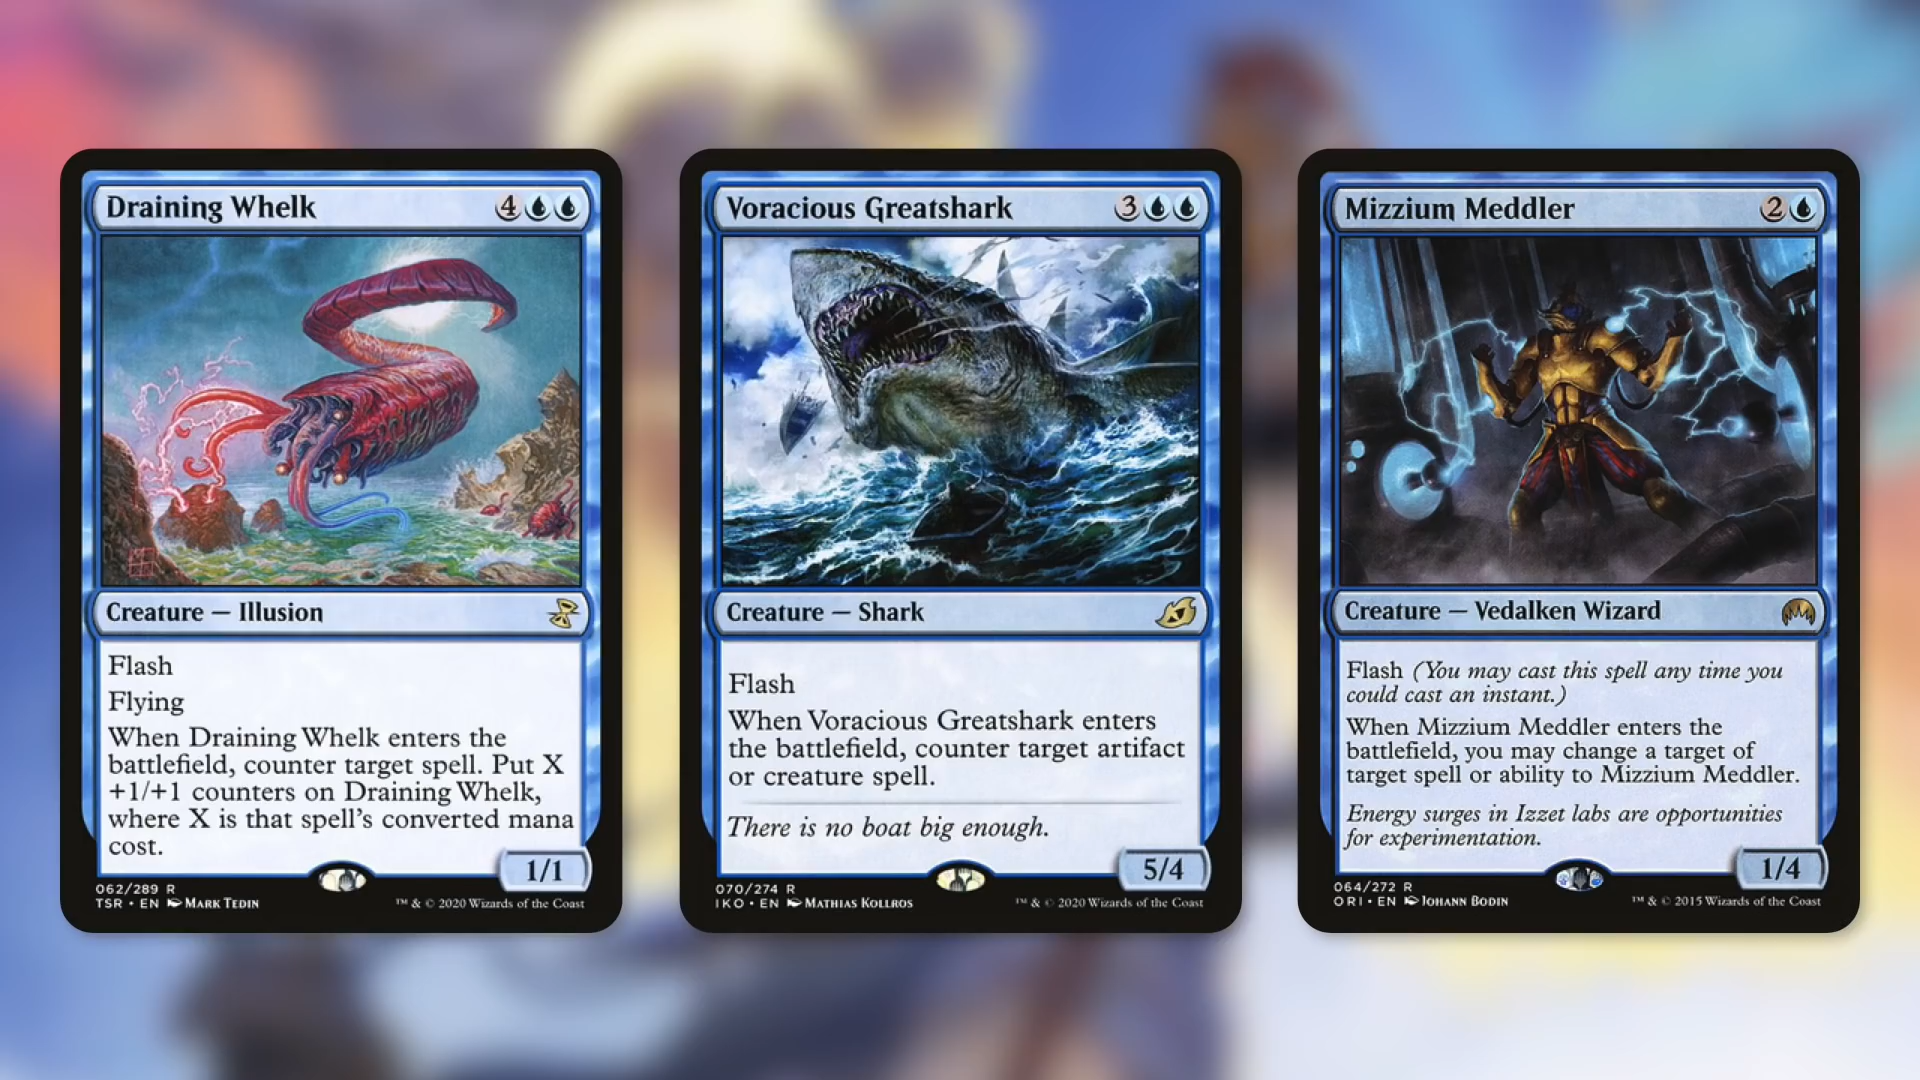 Draining Whelk 4
Creature — Illusion
Flash
Flying
When Draining Whelk enters the
battlefield, counter target spell. Put X
+1/+1 counters on Draining Whelk,
where X is that spell's converted mana
cost.
1/1
062/289 R
TSR • EN Mark Tedin
™ & © 2020 Wizards of the Coast
Voracious Greatshark 3
Creature — Shark
Flash
When Voracious Greatshark enters
the battlefield, counter target artifact
or creature spell.
There is no boat big enough.
5/4
070/274 R
IKO • EN Mathias Kollros
™ & © 2020 Wizards of the Coast
Mizzium Meddler 2
Creature — Vedalken Wizard
Flash (You may cast this spell any time you
could cast an instant.)
When Mizzium Meddler enters the
battlefield, you may change a target of
target spell or ability to Mizzium Meddler.
Energy surges in Izzet labs are opportunities
for experimentation.
1/4
064/272 R
ORI • EN Johann Bodin
™ & © 2015 Wizards of the Coast